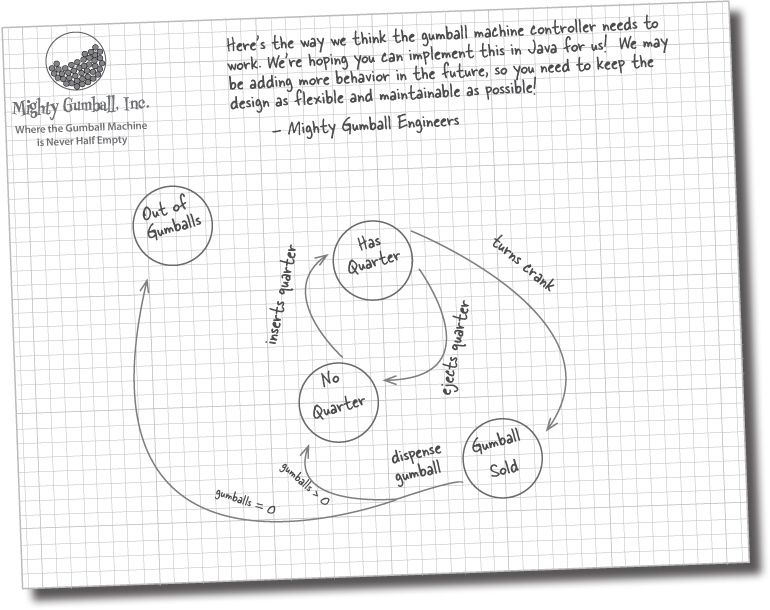 Here's the way we think the gumball machine controller needs to
work. We're hoping you can implement this in Java for us! We may
be adding more behavior in the future, so you need to keep the
design as flexible and maintainable as possible!
– Mighty Gumball Engineers
Mighty Gumball, Inc.
Where the Gumball Machine
is Never Half Empty
Out of
Gumballs
Has
Quarter
inserts quarter
turns crank
ejects quarter
No
Quarter
Gumball
Sold
dispense
gumball
gumballs > 0
gumballs = 0